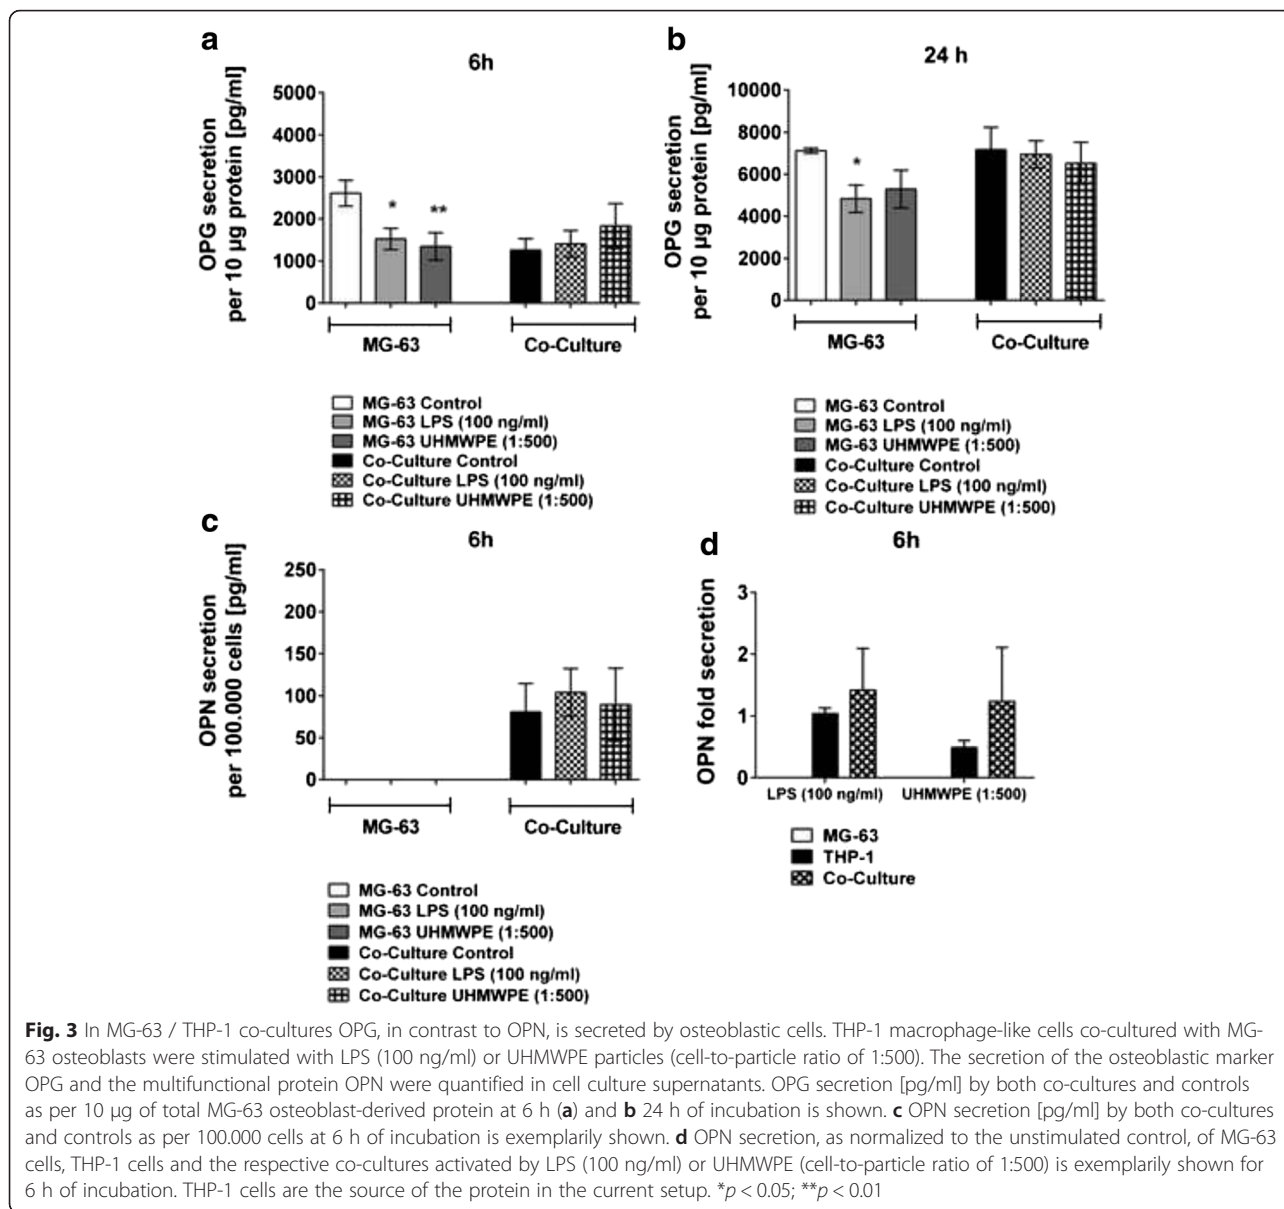 a
6h
OPG secretion
per 10 µg protein [pg/ml]
5000
4000
3000
2000
1000
0
*
**
MG-63
Co-Culture
MG-63 Control
MG-63 LPS (100 ng/ml)
MG-63 UHMWPE (1:500)
Co-Culture Control
Co-Culture LPS (100 ng/ml)
Co-Culture UHMWPE (1:500)
b
24 h
OPG secretion
per 10 µg protein [pg/ml]
10000
8000
6000
4000
2000
0
*
MG-63
Co-Culture
MG-63 Control
MG-63 LPS (100 ng/ml)
MG-63 UHMWPE (1:500)
Co-Culture Control
Co-Culture LPS (100 ng/ml)
Co-Culture UHMWPE (1:500)
c
6h
OPN secretion
per 100.000 cells [pg/ml]
250
200
150
100
50
0
MG-63
Co-Culture
MG-63 Control
MG-63 LPS (100 ng/ml)
MG-63 UHMWPE (1:500)
Co-Culture Control
Co-Culture LPS (100 ng/ml)
Co-Culture UHMWPE (1:500)
d
6h
OPN fold secretion
3
2
1
0
LPS (100 ng/ml)
UHMWPE (1:500)
MG-63
THP-1
Co-Culture
Fig. 3 In MG-63 / THP-1 co-cultures OPG, in contrast to OPN, is secreted by osteoblastic cells. THP-1 macrophage-like cells co-cultured with MG-
63 osteoblasts were stimulated with LPS (100 ng/ml) or UHMWPE particles (cell-to-particle ratio of 1:500). The secretion of the osteoblastic marker
OPG and the multifunctional protein OPN were quantified in cell culture supernatants. OPG secretion [pg/ml] by both co-cultures and controls
as per 10 µg of total MG-63 osteoblast-derived protein at 6 h (a) and b 24 h of incubation is shown. c OPN secretion [pg/ml] by both co-cultures
and controls as per 100.000 cells at 6 h of incubation is exemplarily shown. d OPN secretion, as normalized to the unstimulated control, of MG-63
cells, THP-1 cells and the respective co-cultures activated by LPS (100 ng/ml) or UHMWPE (cell-to-particle ratio of 1:500) is exemplarily shown for
6 h of incubation. THP-1 cells are the source of the protein in the current setup. *p < 0.05; **p < 0.01